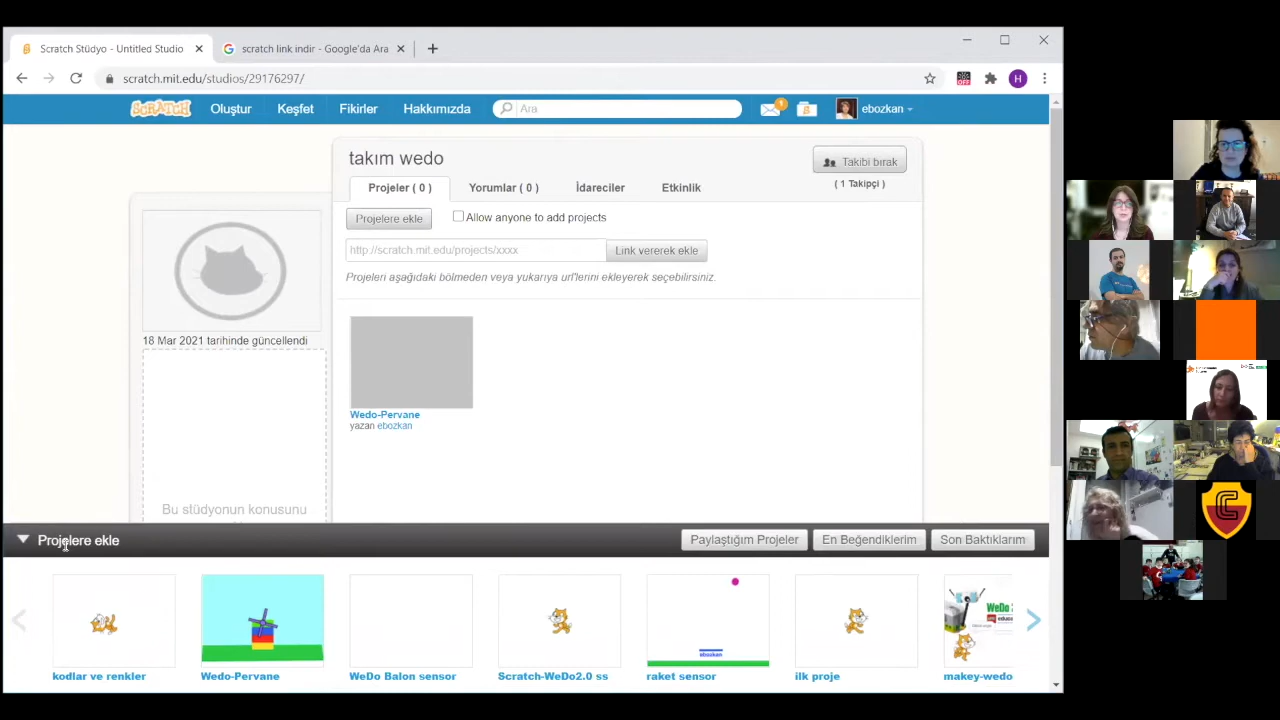 Scratch Stüdyo - Untitled Studio
scratch link indir - Google'da Ara
scratch.mit.edu/studios/29176297/
OFF
H
SCRATCH
Oluştur
Keşfet
Fikirler
Hakkımızda
Ara
1
ebozkan
takım wedo
Takibi bırak
( 1 Takipçi )
Projeler ( 0 )
Yorumlar ( 0 )
İdareciler
Etkinlik
Projelere ekle
Allow anyone to add projects
http://scratch.mit.edu/projects/xxxx
Link vererek ekle
Projeleri aşağıdaki bölmeden veya yukarıya url'lerini ekleyerek seçebilirsiniz.
18 Mar 2021 tarihinde güncellendi
Wedo-Pervane
yazan ebozkan
Bu stüdyonun konusunu
Projelere ekle
Paylaştığım Projeler
En Beğendiklerim
Son Baktıklarım
ebozkan
kodlar ve renkler
Wedo-Pervane
WeDo Balon sensor
Scratch-WeDo2.0 ss
raket sensor
ilk proje
makey-wedo